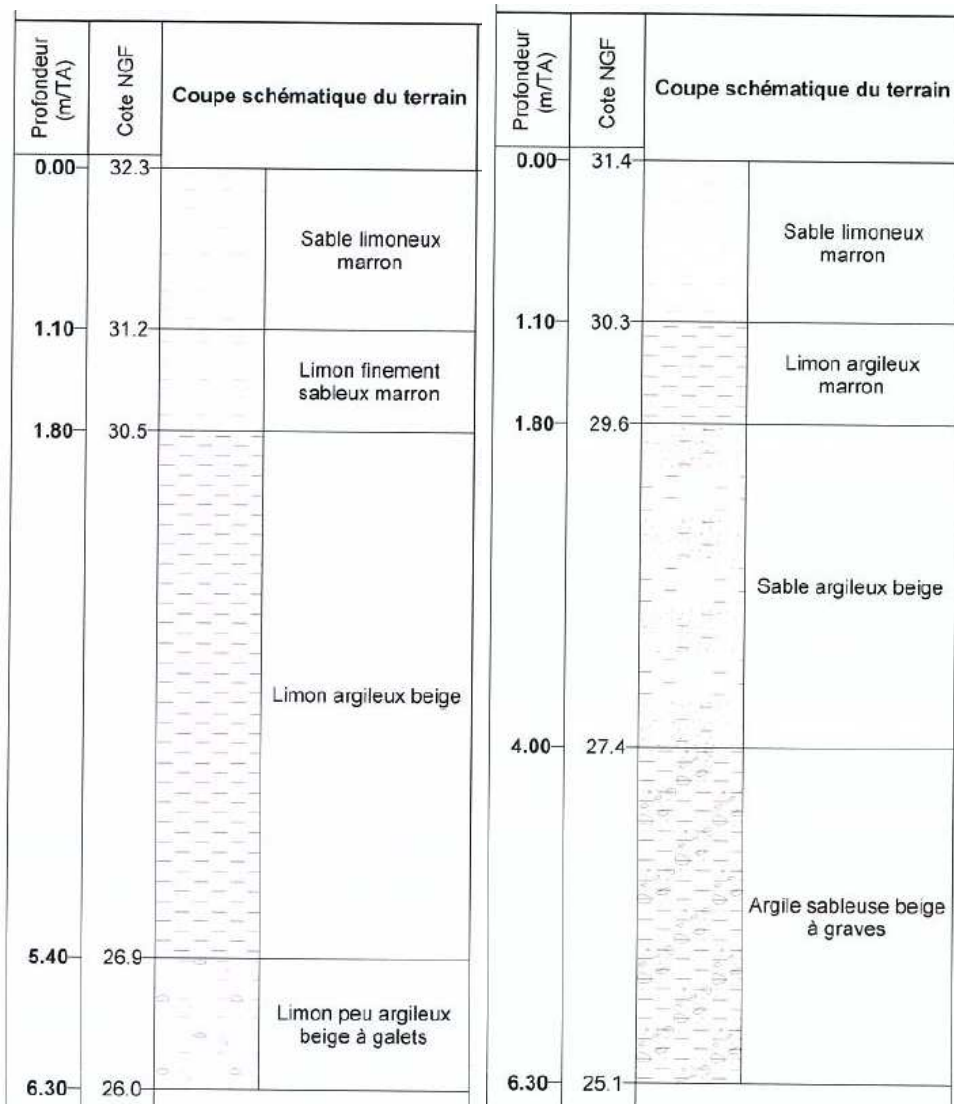 Profondeur
(m/TA)
Cote NGF
Coupe schématique du terrain
0.00
32.3
Sable limoneux
marron
1.10
31.2
Limon finement
sableux marron
1.80
30.5
Limon argileux beige
5.40
26.9
Limon peu argileux
beige à galets
6.30
26.0
Profondeur
(m/TA)
Cote NGF
Coupe schématique du terrain
0.00
31.4
Sable limoneux
marron
1.10
30.3
Limon argileux
marron
1.80
29.6
Sable argileux beige
4.00
27.4
Argile sableuse beige
à graves
6.30
25.1